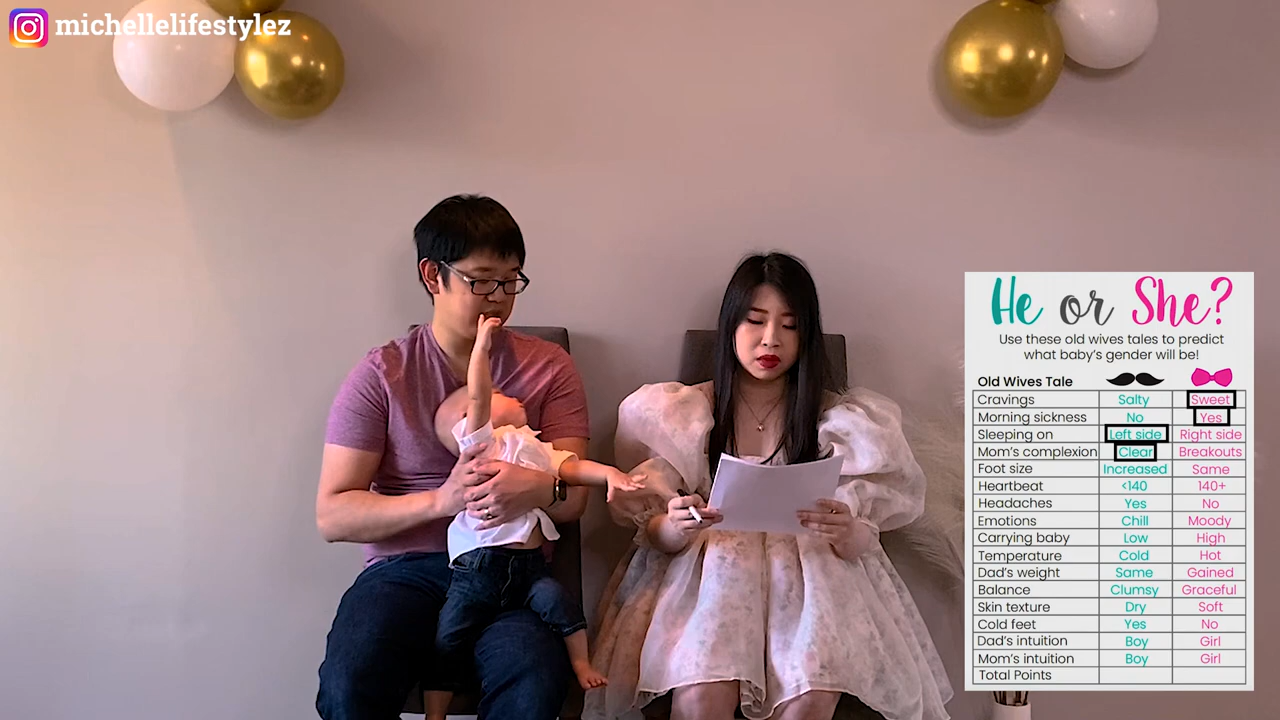 michellelifestylez
He or She?
Use these old wives tales to predict
what baby's gender will be!
Old Wives Tale
Cravings Salty Sweet
Morning sickness No Yes
Sleeping on Left side Right side
Mom's complexion Clear Breakouts
Foot size Increased Same
Heartbeat <140 140+
Headaches Yes No
Emotions Chill Moody
Carrying baby Low High
Temperature Cold Hot
Dad's weight Same Gained
Balance Clumsy Graceful
Skin texture Dry Soft
Cold feet Yes No
Dad's intuition Boy Girl
Mom's intuition Boy Girl
Total Points